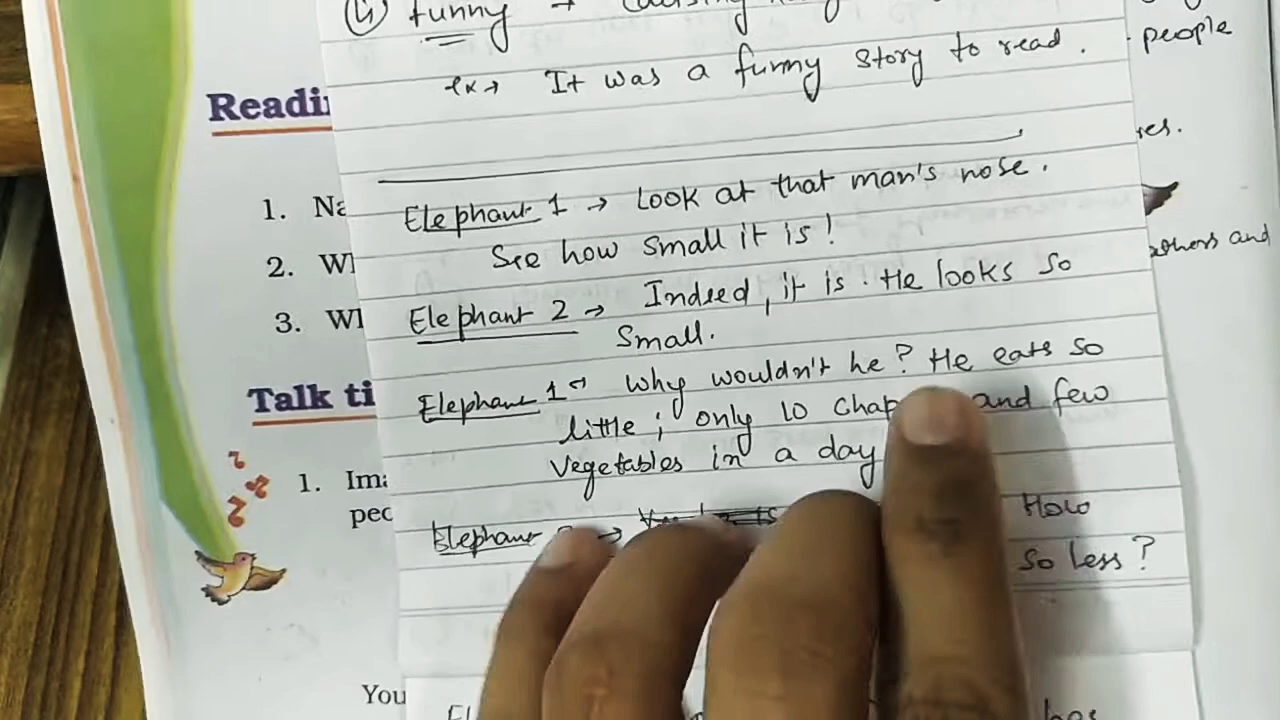 (4) funny →
ex → It was a funny story to read.
people
Readi
res.
1. Na
Elephant 1 → Look at that man's nose.
See how small it is!
2. Wh
others and
Elephant 2 → Indeed, it is. He looks so
small.
3. Wh
Elephant 1 → Why wouldn't he? He eats so
little; only 10 chap and few
vegetables in a day
Talk ti
1. Ima
pec
Elephant → How
so less?
You
has